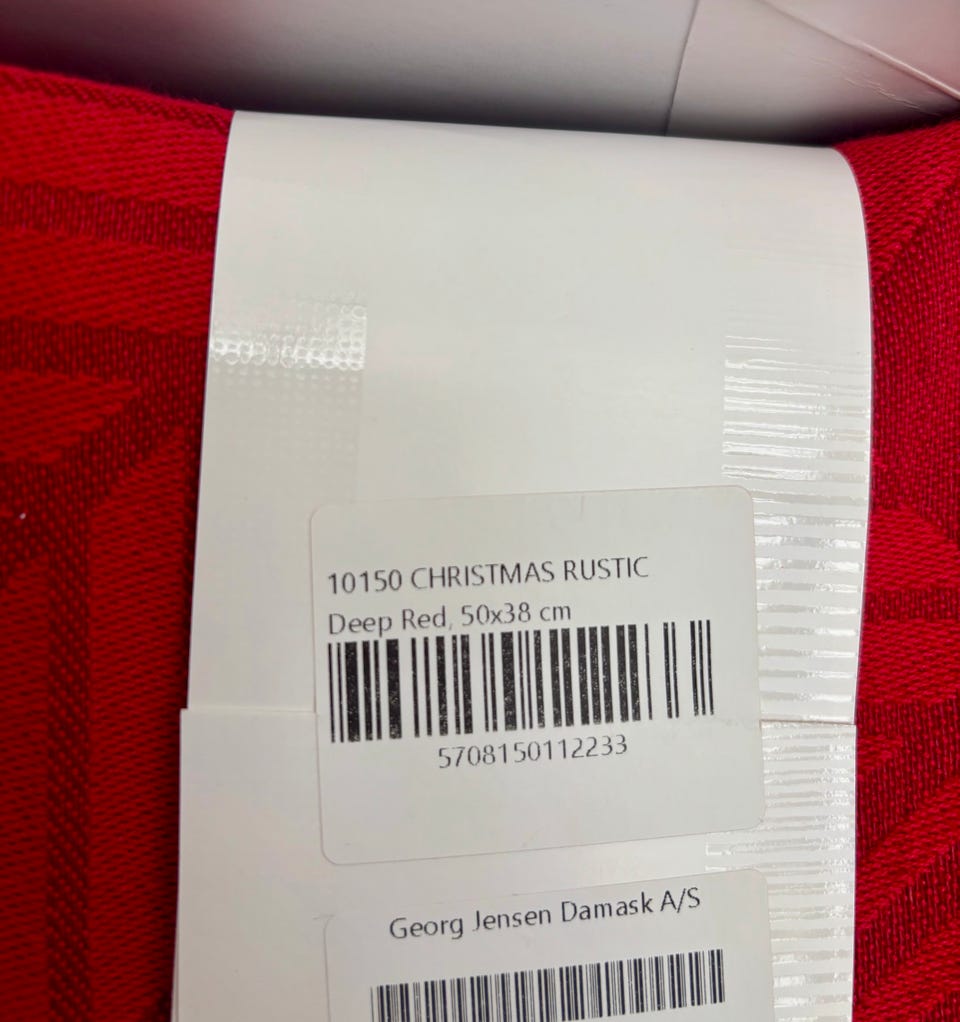 10150 CHRISTMAS RUSTIC
Deep Red, 50x38 cm
5708150112233
Georg Jensen Damask A/S